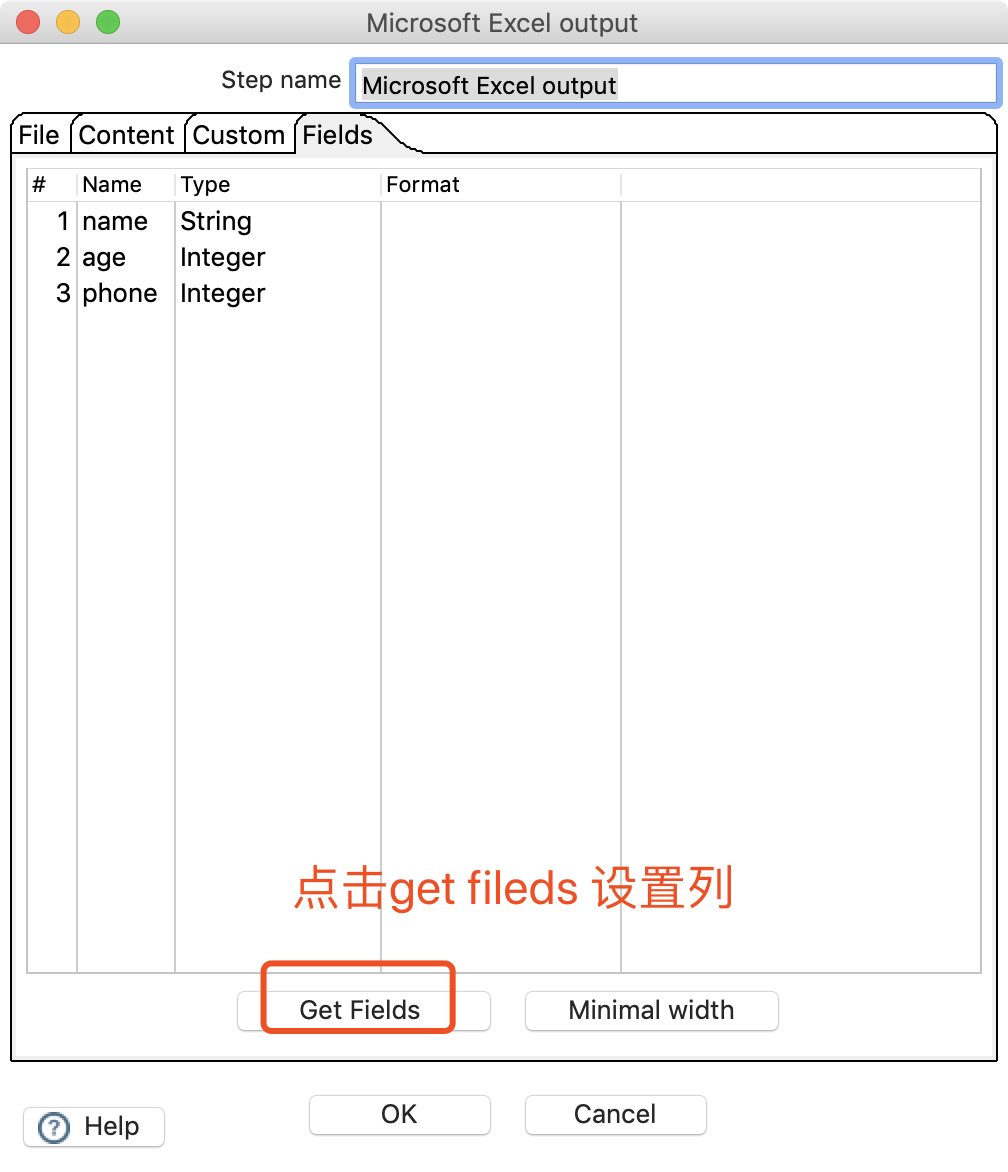 Microsoft Excel output
Step name Microsoft Excel output
File Content Custom Fields
# Name Type Format
1 name String
2 age Integer
3 phone Integer
点击get fileds 设置列
Get Fields Minimal width
? Help OK Cancel